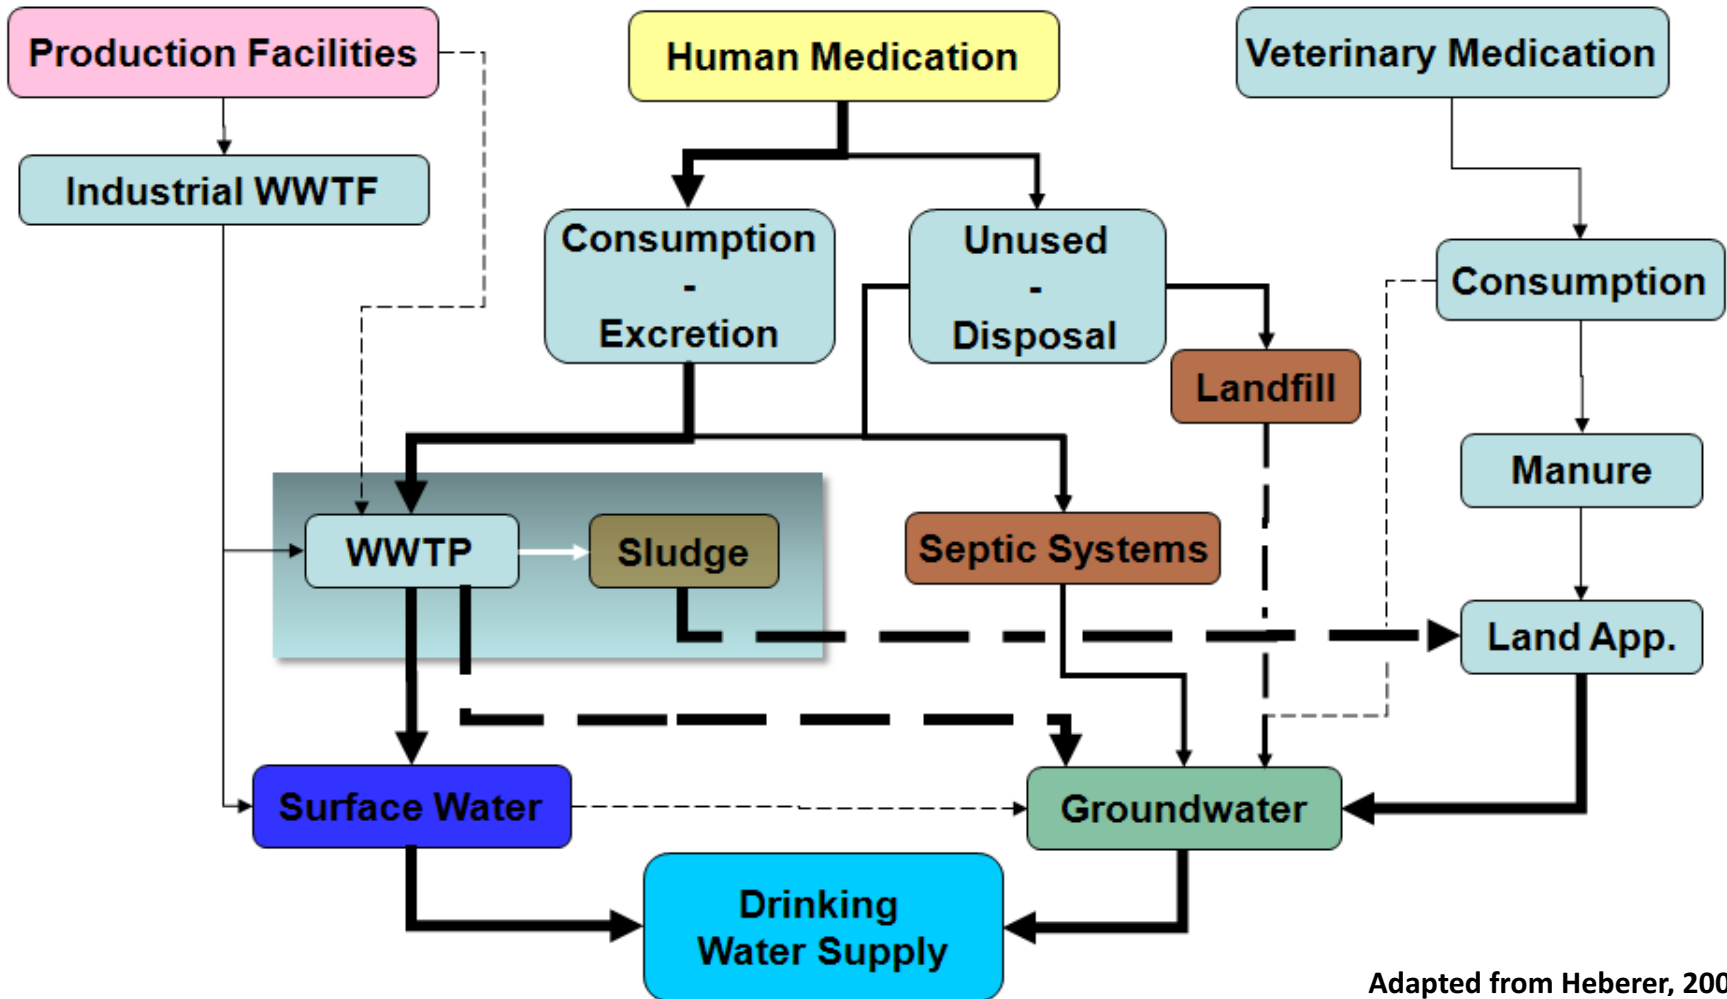 Production Facilities
Human Medication
Veterinary Medication
Industrial WWTF
Consumption
-
Excretion
Unused
-
Disposal
Consumption
Landfill
Manure
WWTP
Sludge
Septic Systems
Land App.
Surface Water
Groundwater
Drinking
Water Supply
Adapted from Heberer, 200